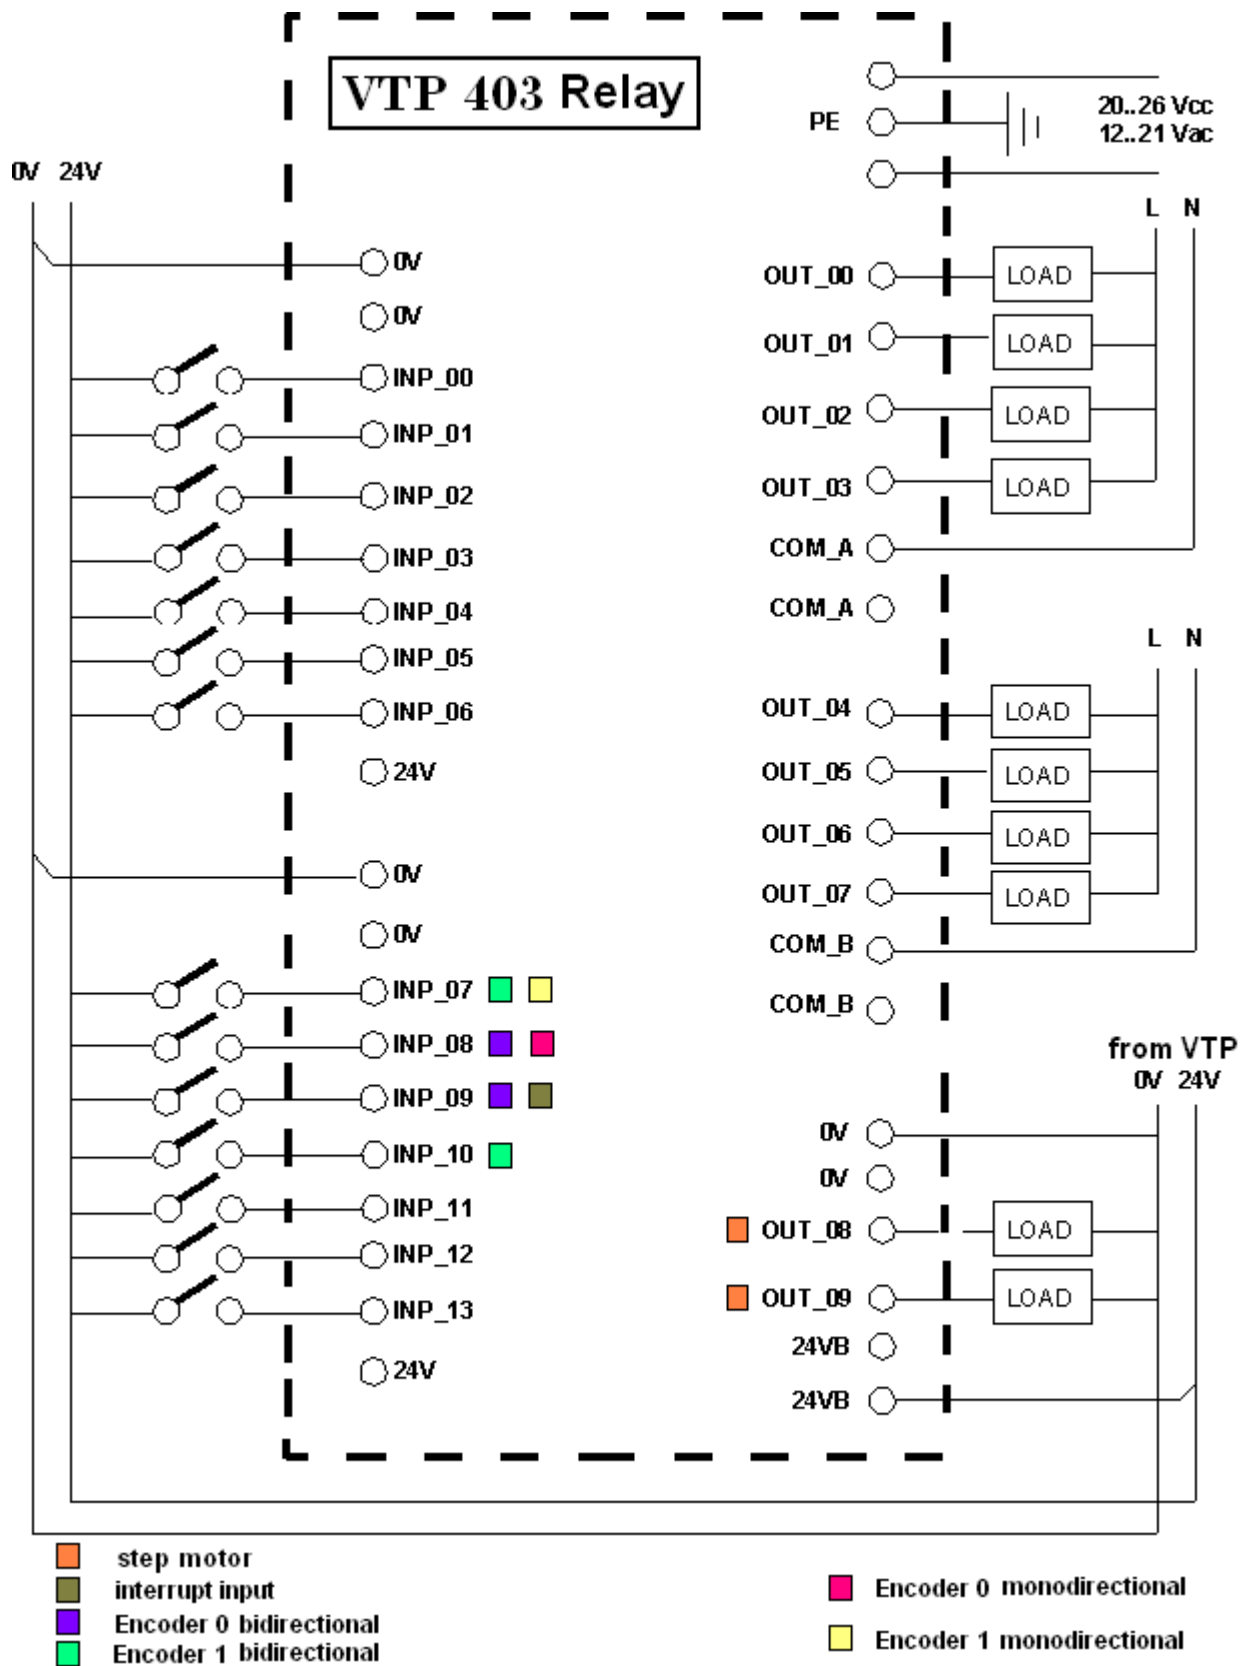 VTP 403 Relay
PE
20..26 Vcc
12..21 Vac
0V 24V
L N
0V
0V
INP_00
INP_01
INP_02
INP_03
INP_04
INP_05
INP_06
24V
0V
0V
INP_07
INP_08
INP_09
INP_10
INP_11
INP_12
INP_13
24V
OUT_00 LOAD
OUT_01 LOAD
OUT_02 LOAD
OUT_03 LOAD
COM_A
COM_A
L N
OUT_04 LOAD
OUT_05 LOAD
OUT_06 LOAD
OUT_07 LOAD
COM_B
COM_B
from VTP
0V 24V
0V
0V
OUT_08 LOAD
OUT_09 LOAD
24VB
24VB
step motor
interrupt input
Encoder 0 bidirectional
Encoder 1 bidirectional
Encoder 0 monodirectional
Encoder 1 monodirectional